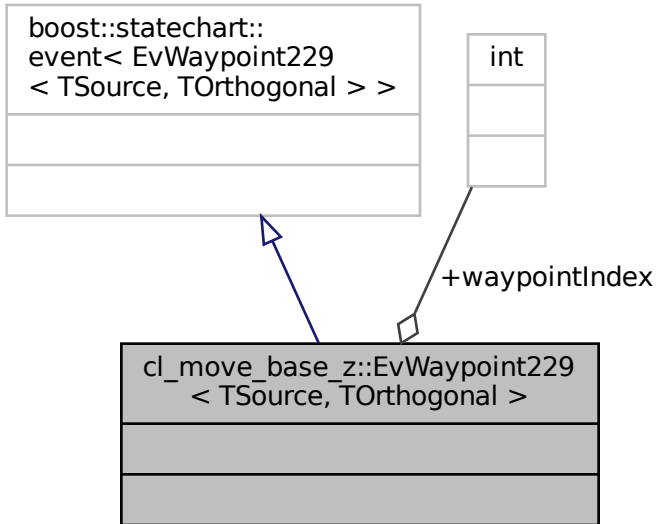 boost::statechart::
event< EvWaypoint229
< TSource, TOrthogonal > >
int
+waypointIndex
cl_move_base_z::EvWaypoint229
< TSource, TOrthogonal >